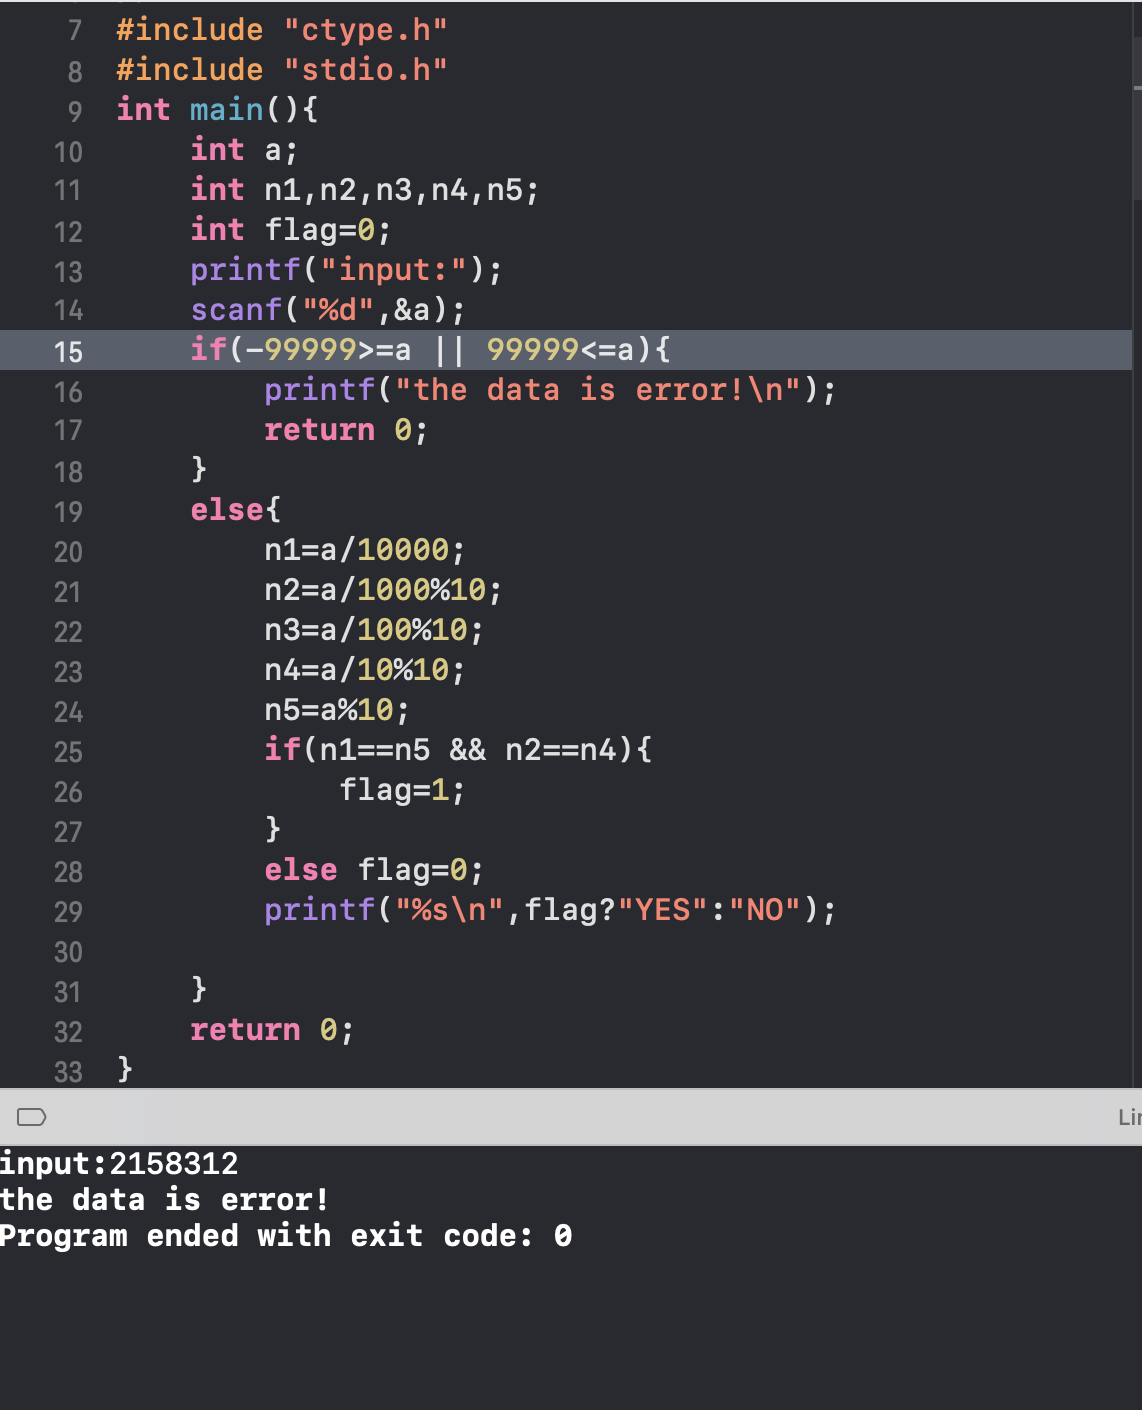 7 #include "ctype.h"
8 #include "stdio.h"
9 int main(){
10     int a;
11     int n1,n2,n3,n4,n5;
12     int flag=0;
13     printf("input:");
14     scanf("%d",&a);
15     if(-99999>=a || 99999<=a){
16         printf("the data is error!\n");
17         return 0;
18     }
19     else{
20         n1=a/10000;
21         n2=a/1000%10;
22         n3=a/100%10;
23         n4=a/10%10;
24         n5=a%10;
25         if(n1==n5 && n2==n4){
26             flag=1;
27         }
28         else flag=0;
29         printf("%s\n",flag?"YES":"NO");
30
31     }
32     return 0;
33 }
input:2158312
the data is error!
Program ended with exit code: 0